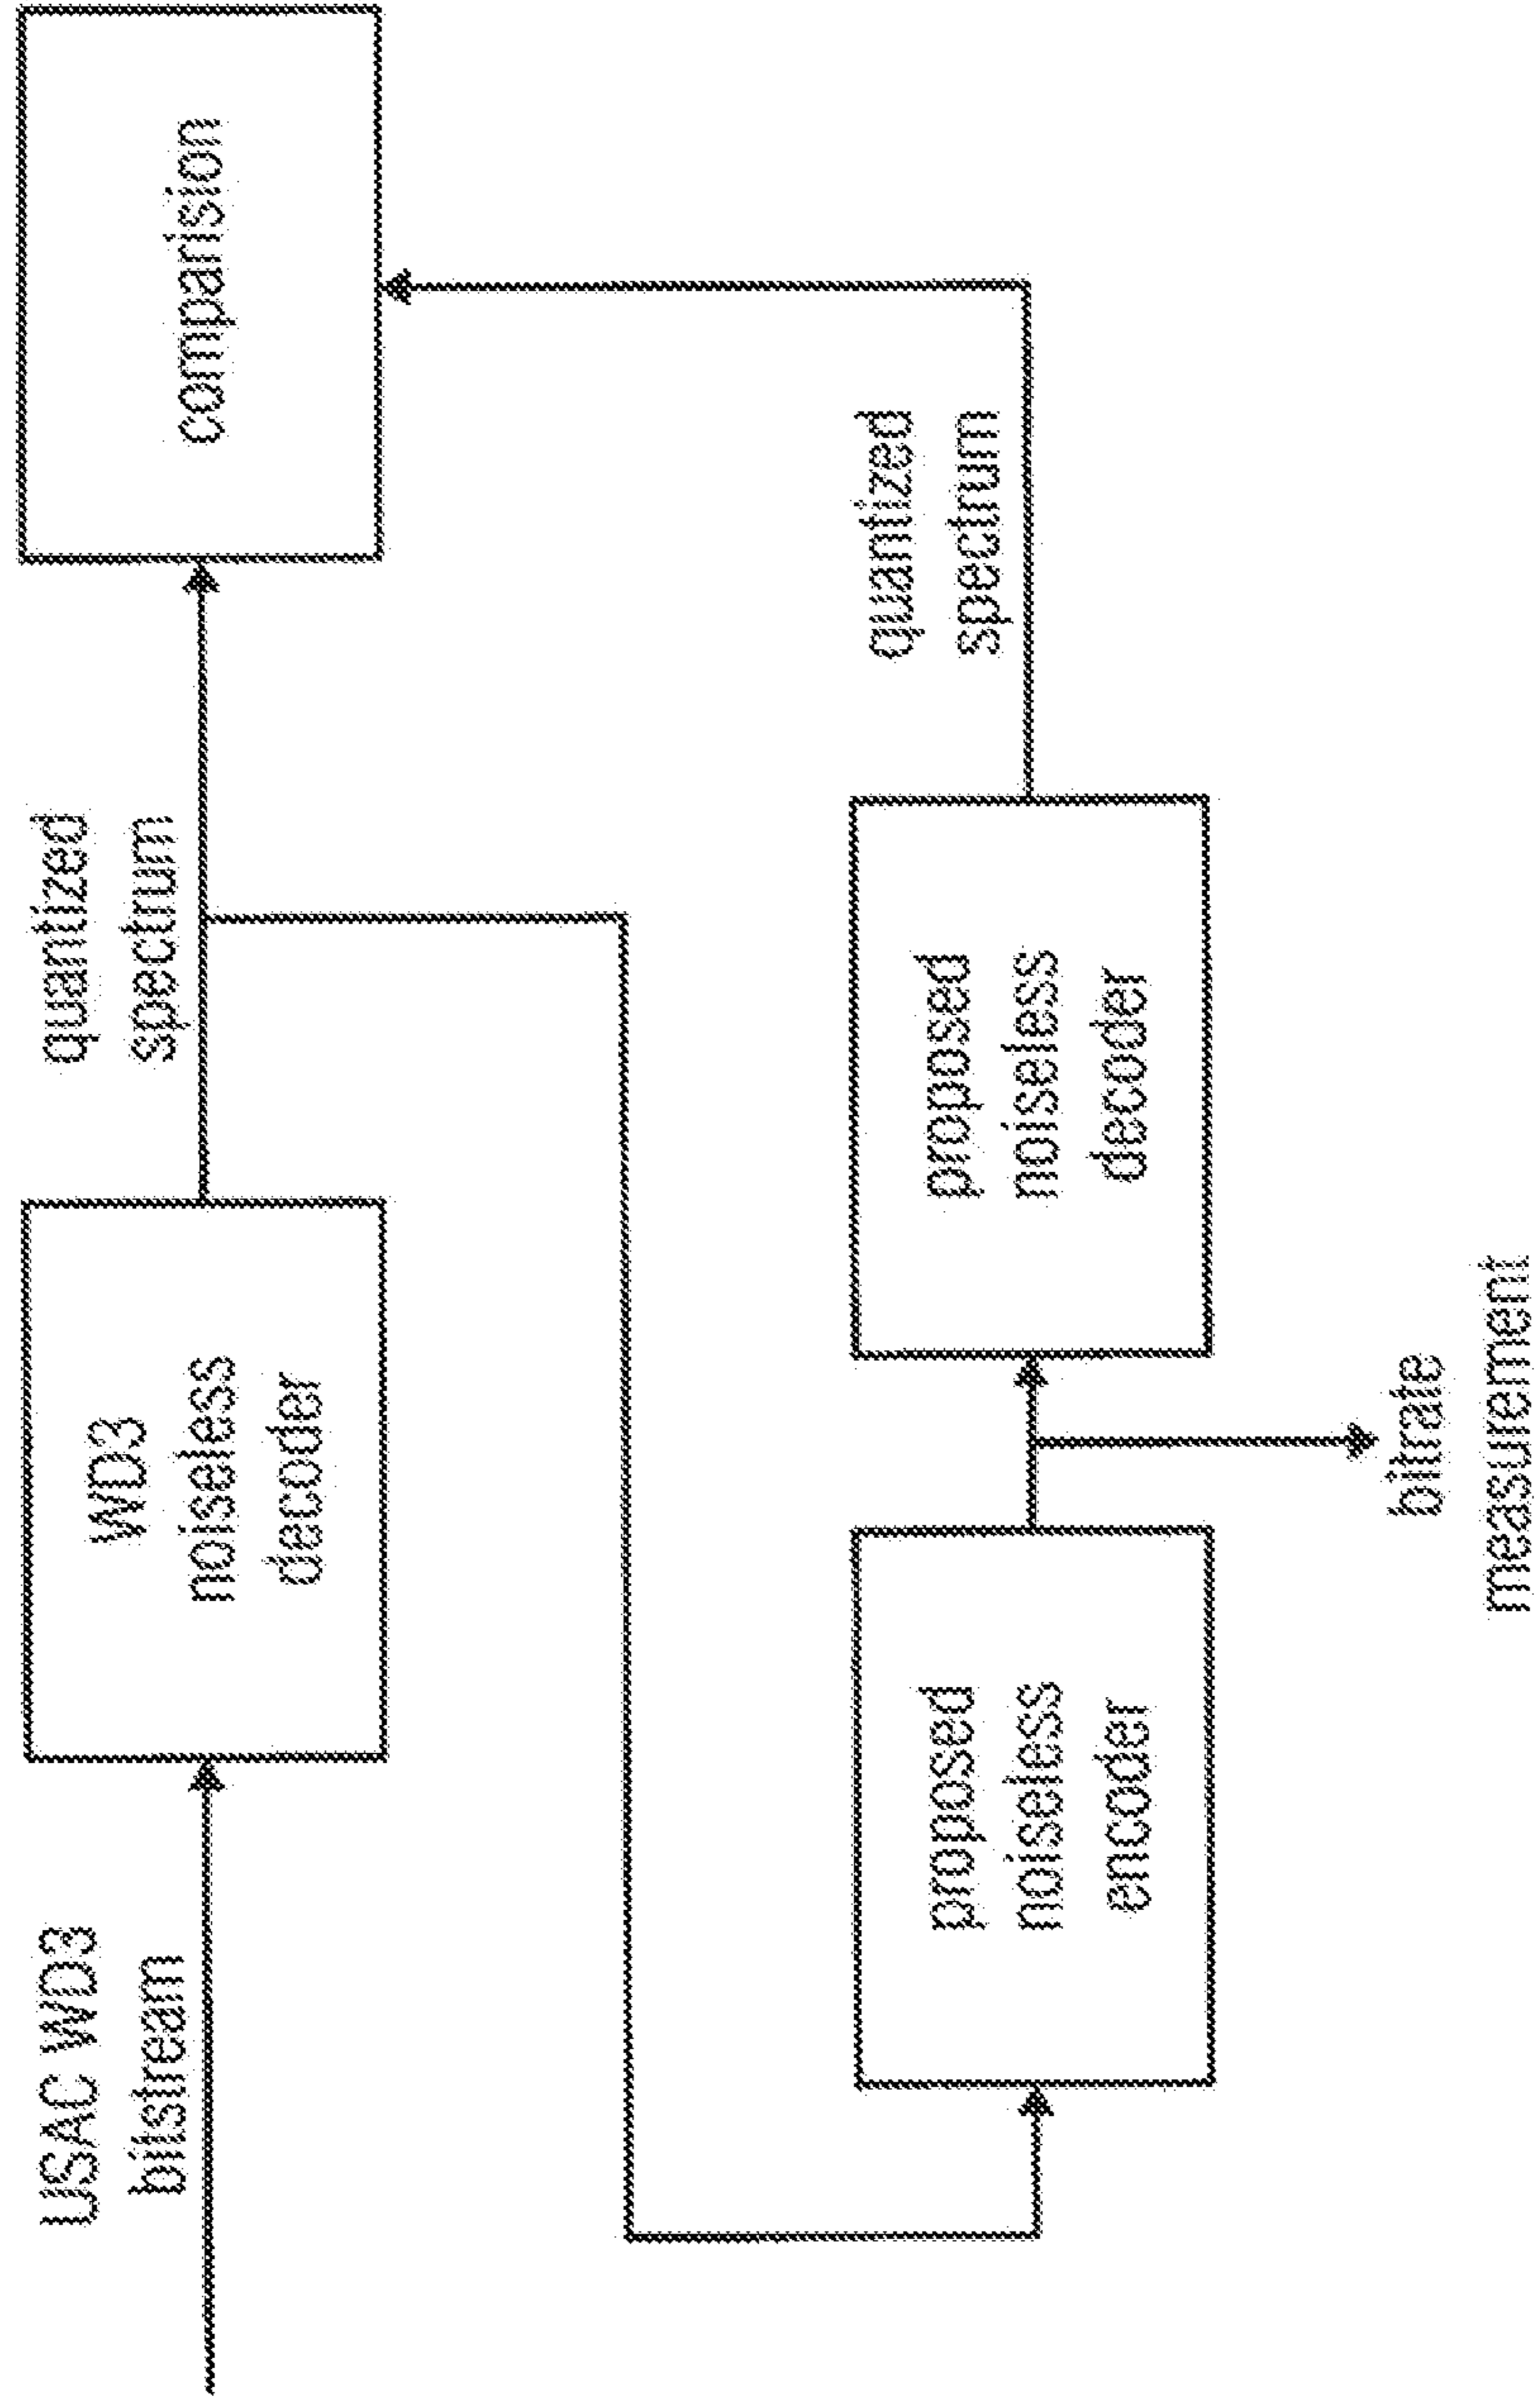 USAC WD3
bitstream
WD3
noiseless
decoder
quantized
spectrum
comparision
proposed
noiseless
encoder
bitrate
measurement
proposed
noiseless
decoder
quantized
spectrum